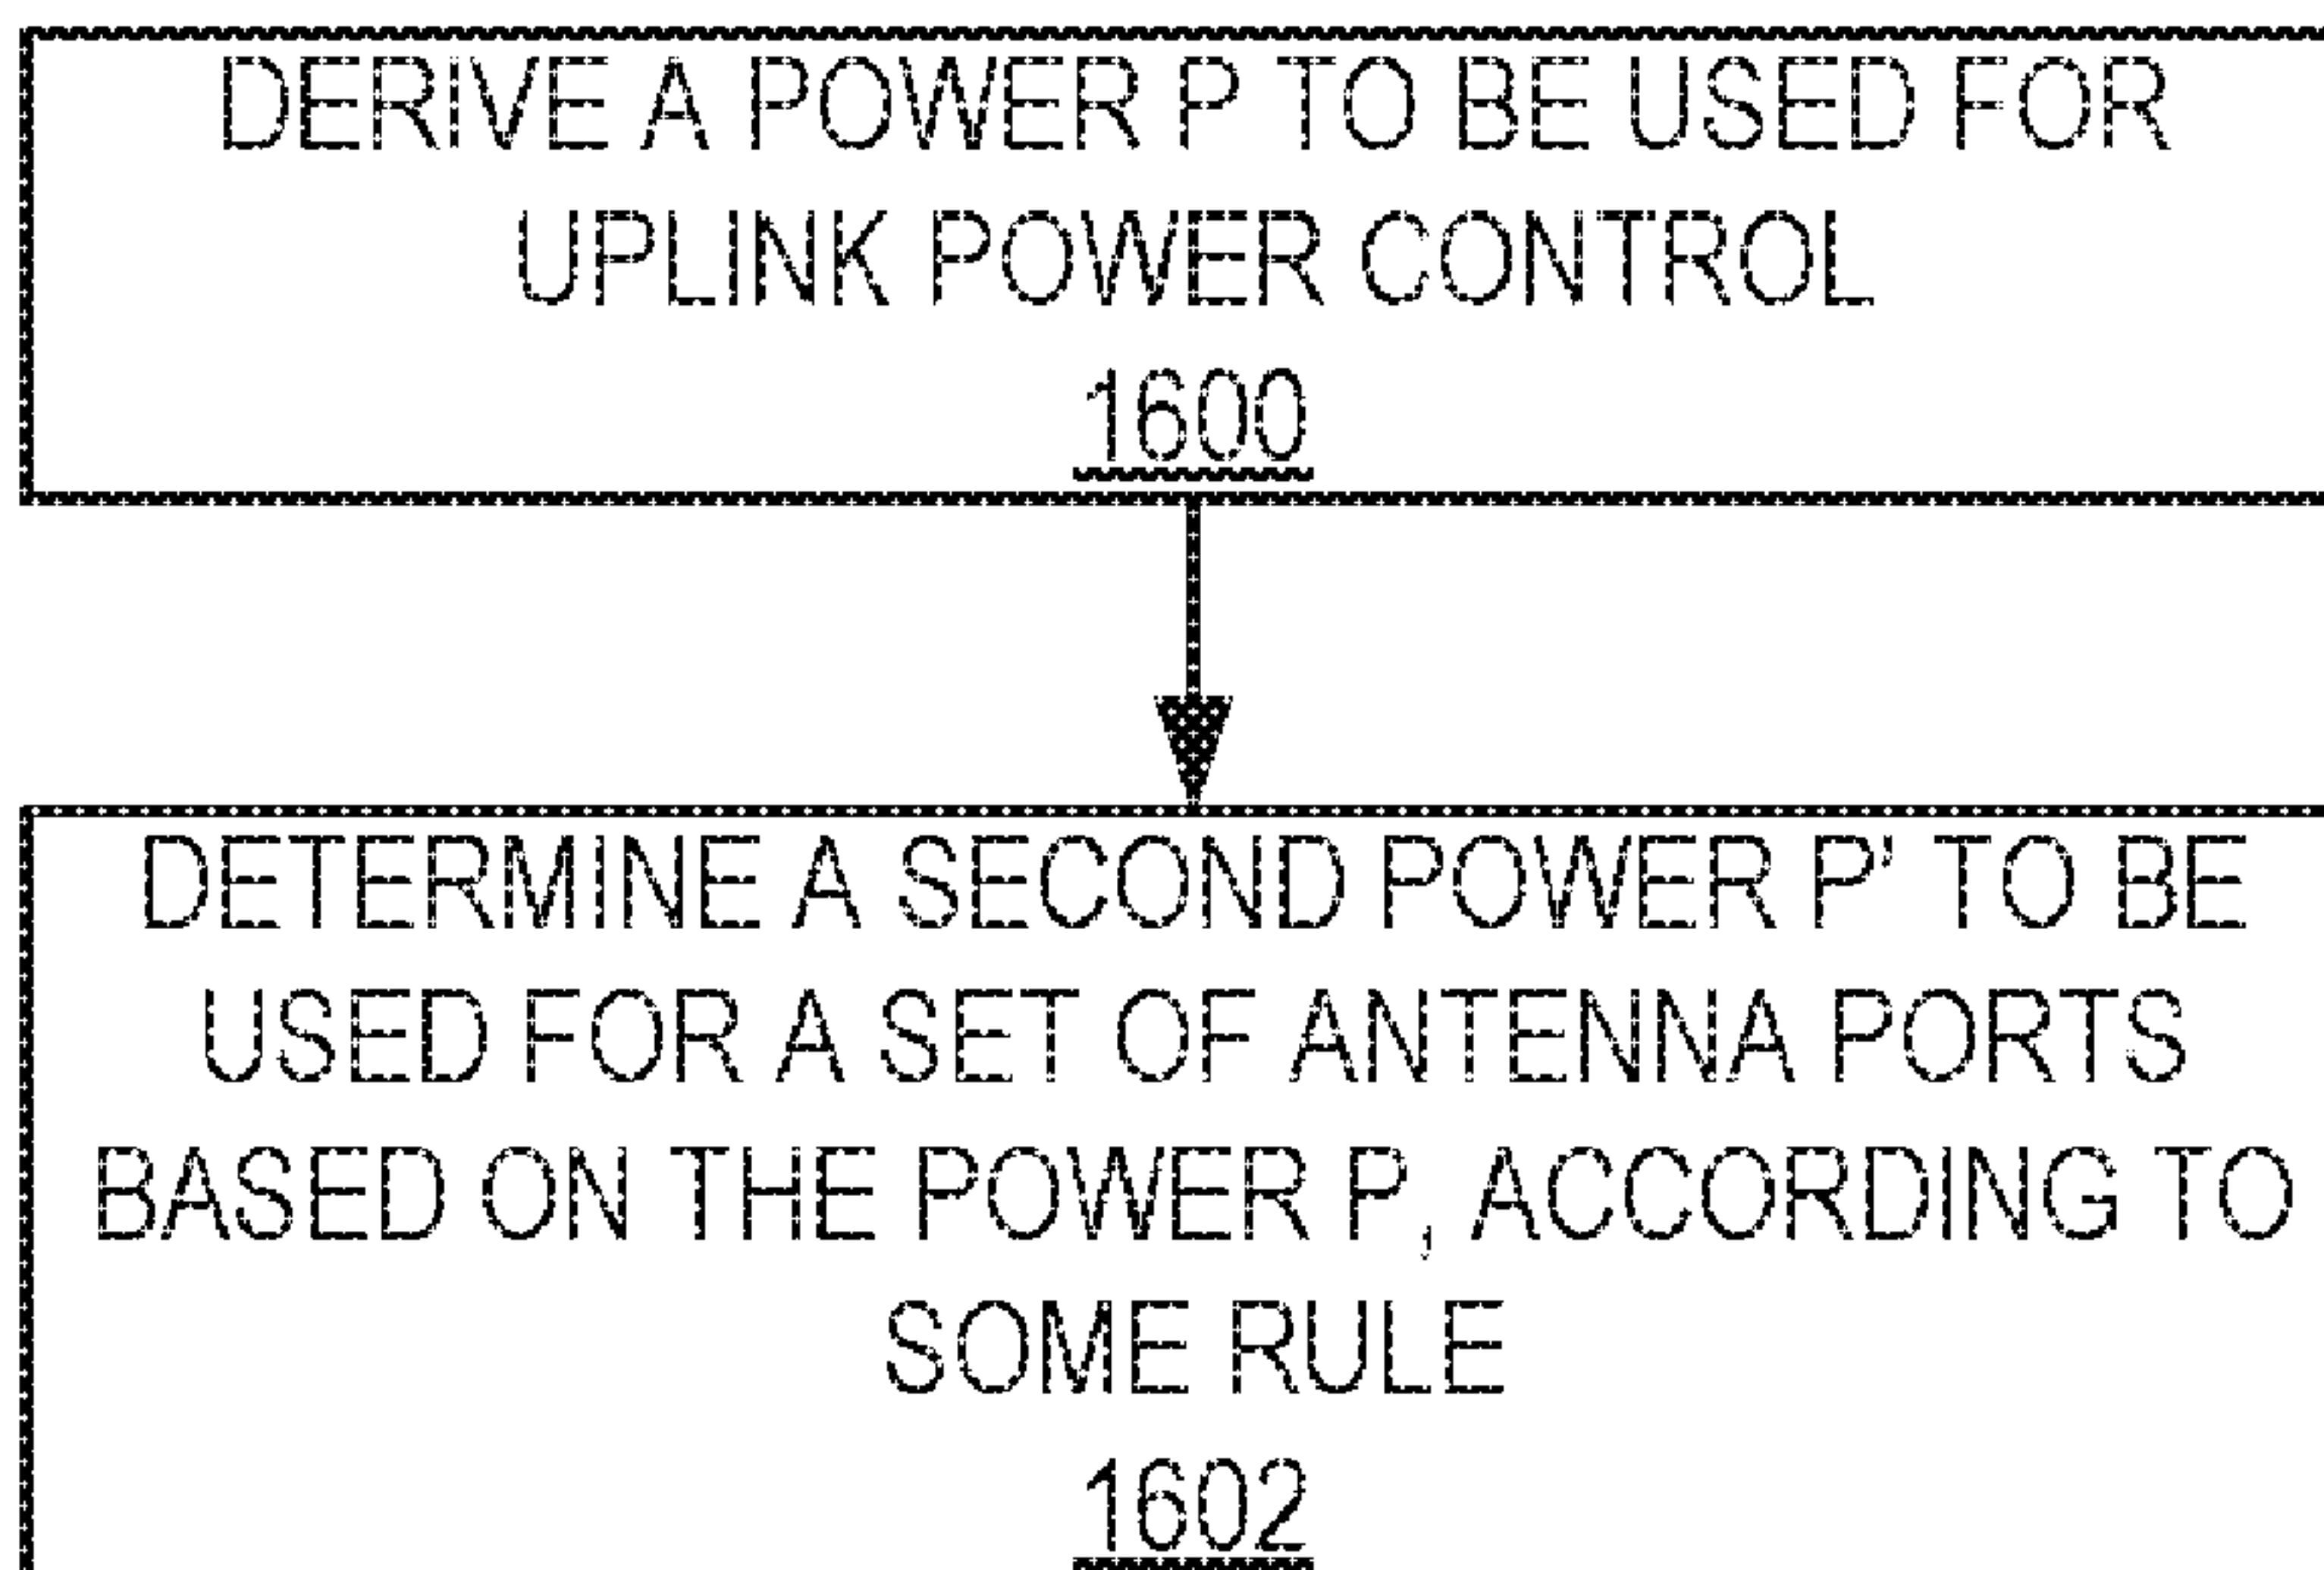 DERIVE A POWER P TO BE USED FOR
UPLINK POWER CONTROL
1600
DETERMINE A SECOND POWER P' TO BE
USED FOR A SET OF ANTENNA PORTS
BASED ON THE POWER P, ACCORDING TO
SOME RULE
1602